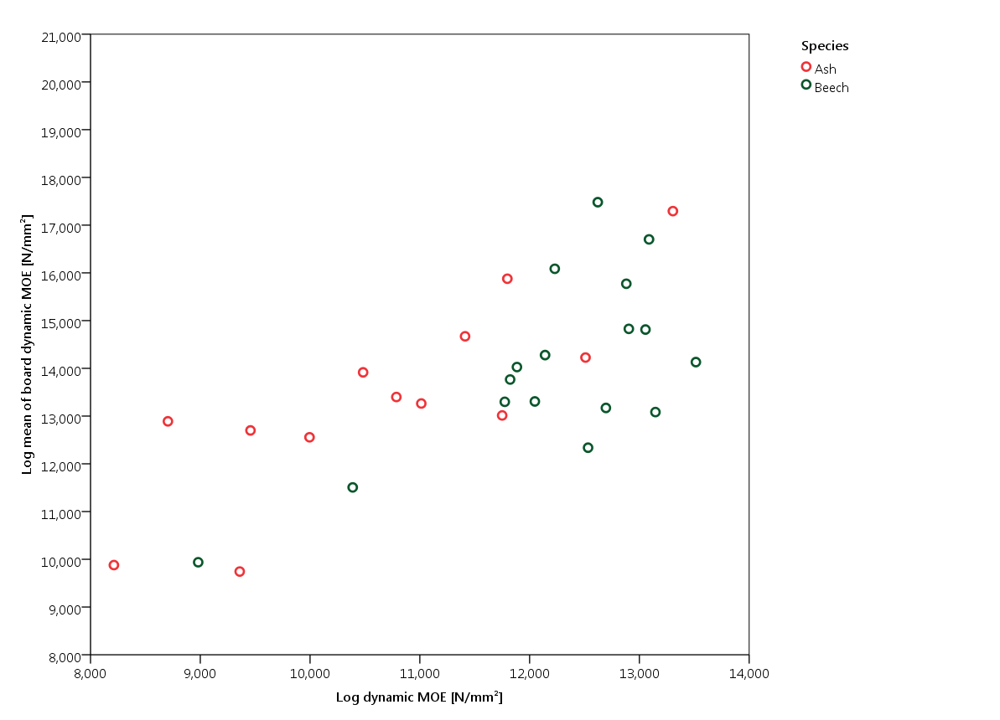 21,000
20,000
19,000
18,000
17,000
16,000
15,000
14,000
13,000
12,000
11,000
10,000
9,000
8,000
Log mean of board dynamic MOE [N/mm²]
8,000 9,000 10,000 11,000 12,000 13,000 14,000
Log dynamic MOE [N/mm²]
Species
Ash
Beech